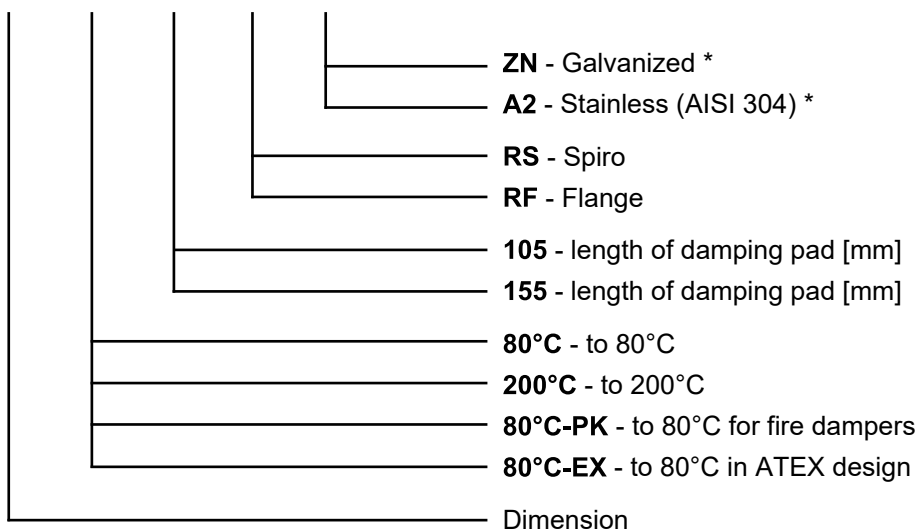 ZN - Galvanized *
A2 - Stainless (AISI 304) *
RS - Spiro
RF - Flange
105 - length of damping pad [mm]
155 - length of damping pad [mm]
80°C - to 80°C
200°C - to 200°C
80°C-PK - to 80°C for fire dampers
80°C-EX - to 80°C in ATEX design
Dimension